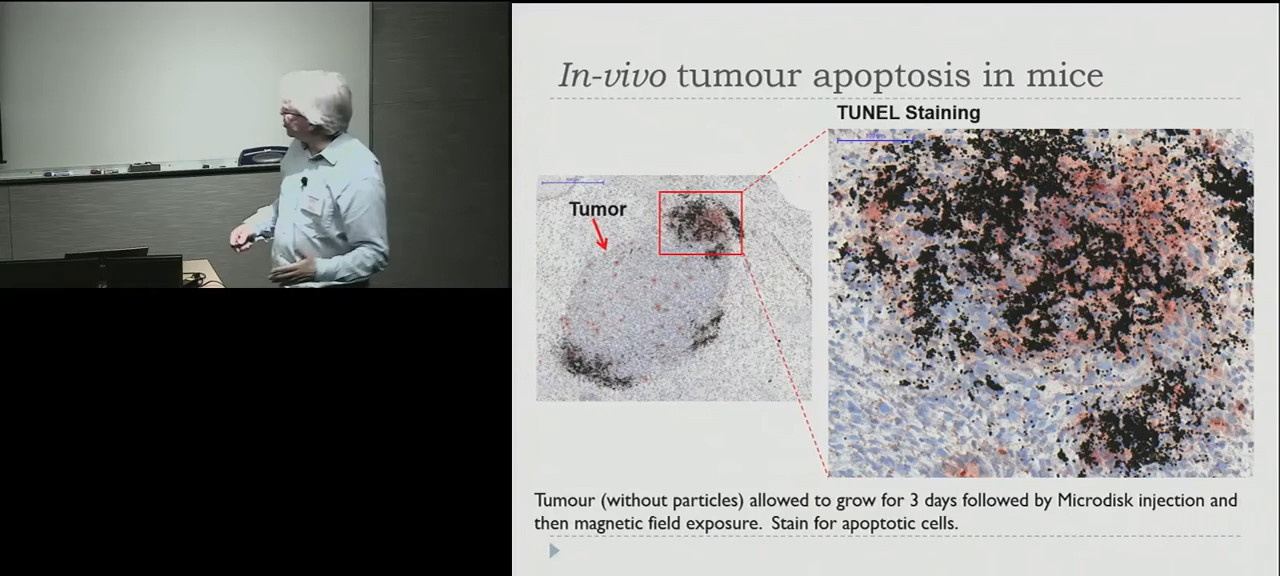 In-vivo tumour apoptosis in mice
TUNEL Staining
Tumor
Tumour (without particles) allowed to grow for 3 days followed by Microdisk injection and
then magnetic field exposure. Stain for apoptotic cells.